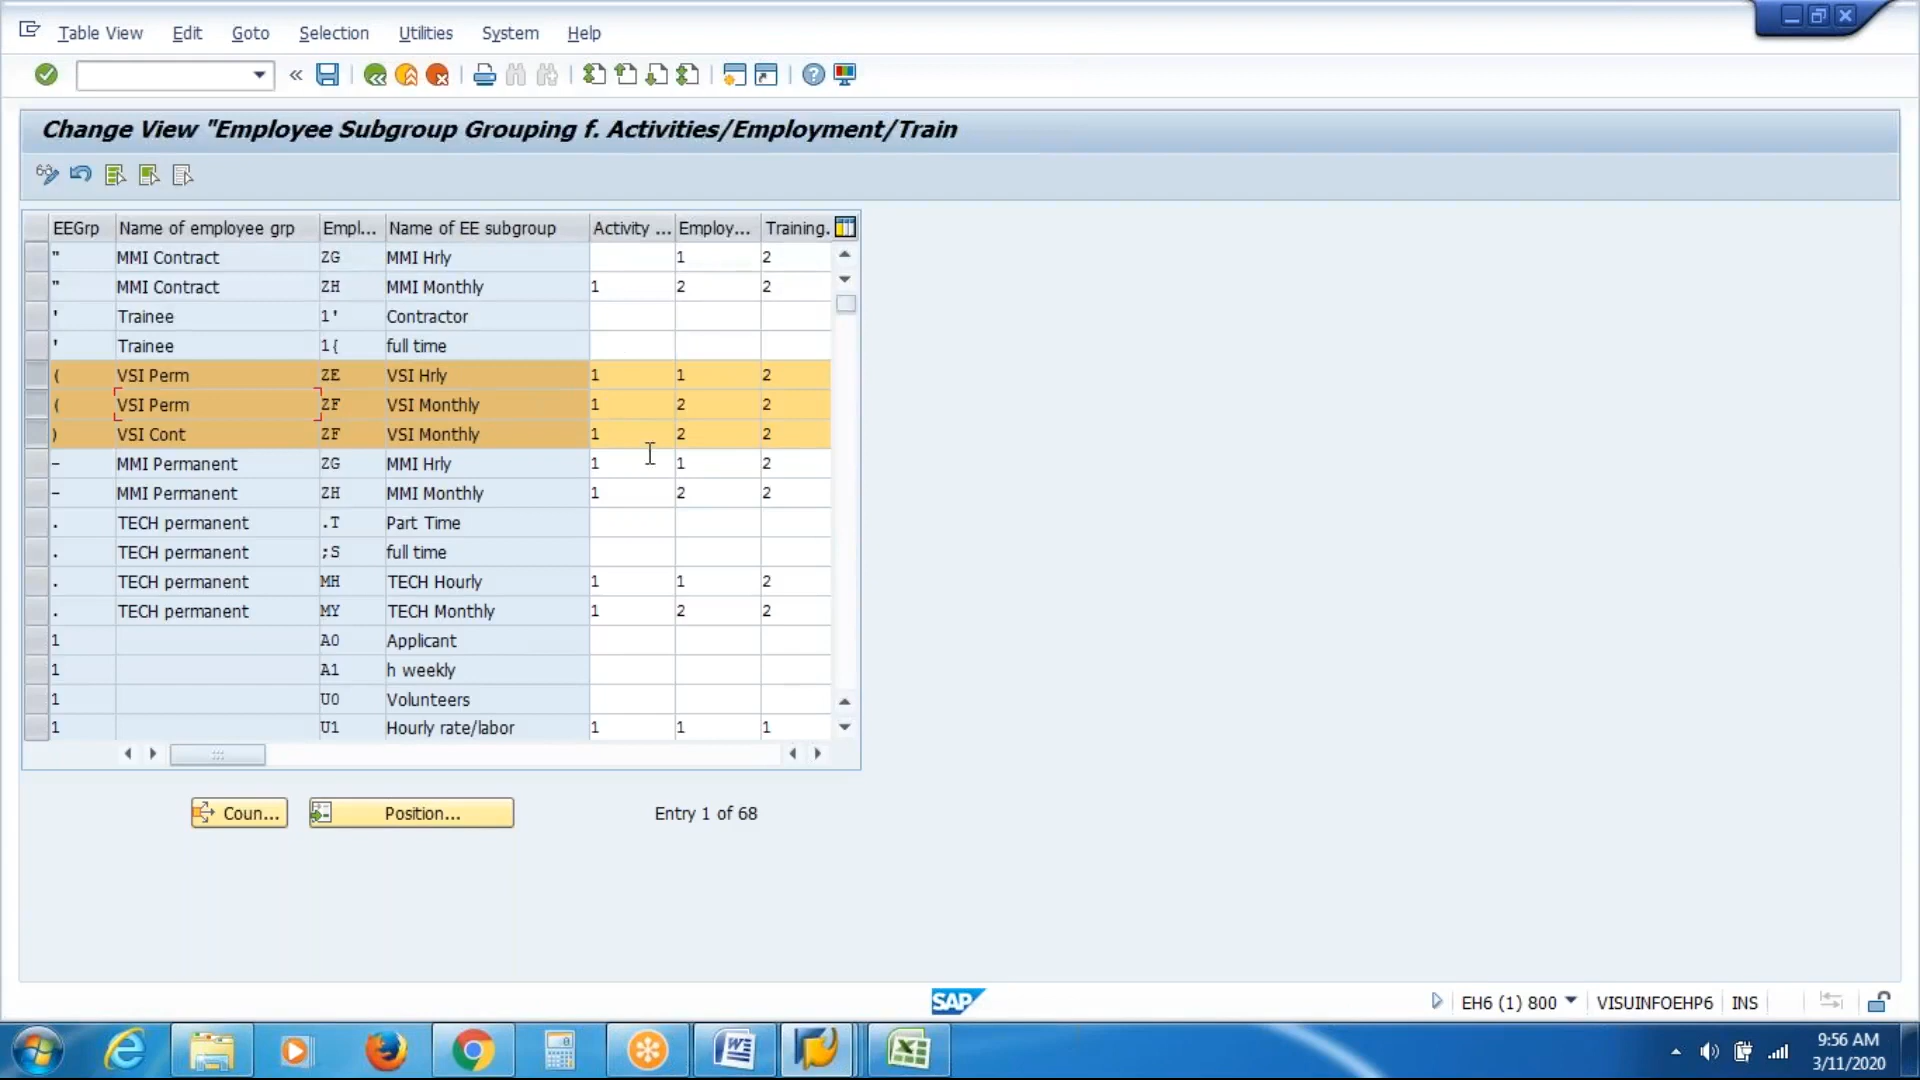 Table View Edit Goto Selection Utilities System Help
Change View "Employee Subgroup Grouping f. Activities/Employment/Train
EEGrp Name of employee grp Empl... Name of EE subgroup Activity ... Employ... Training.
" MMI Contract ZG MMI Hrly 1 2
" MMI Contract ZH MMI Monthly 1 2 2
' Trainee 1' Contractor
' Trainee 1{ full time
( VSI Perm ZE VSI Hrly 1 1 2
( VSI Perm ZF VSI Monthly 1 2 2
) VSI Cont ZF VSI Monthly 1 2 2
- MMI Permanent ZG MMI Hrly 1 1 2
- MMI Permanent ZH MMI Monthly 1 2 2
. TECH permanent .T Part Time
. TECH permanent ;S full time
. TECH permanent MH TECH Hourly 1 1 2
. TECH permanent MY TECH Monthly 1 2 2
1 A0 Applicant
1 A1 h weekly
1 U0 Volunteers
1 U1 Hourly rate/labor 1 1 1
Coun... Position... Entry 1 of 68
SAP EH6 (1) 800 VISUINFOEHP6 INS
9:56 AM
3/11/2020